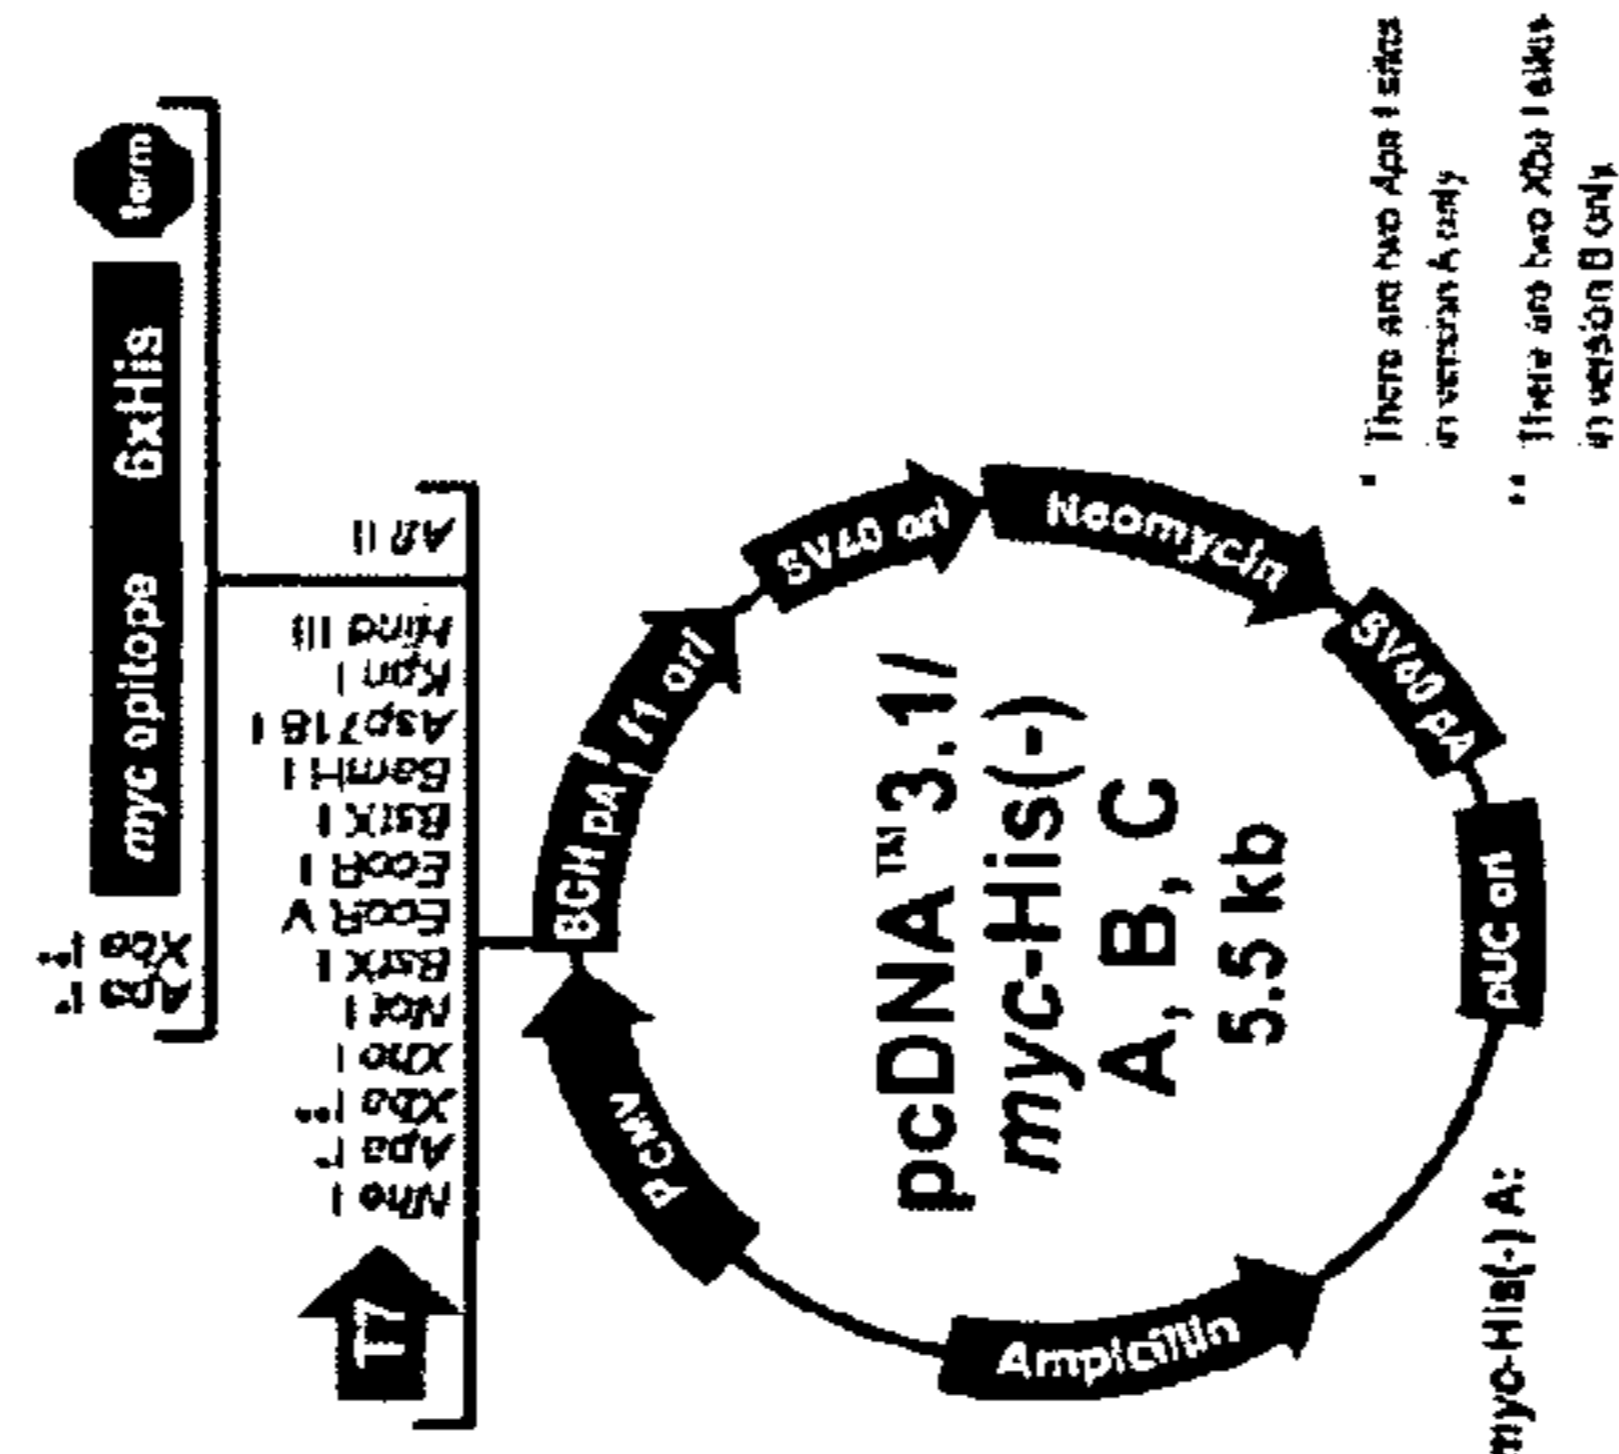 Apa I*
myc epitope 6xHis term
T7
Nhe I
Apa I*
Xba I**
Xho I
Not I
BstX I
EcoR V
EcoR I
BstX I
BamH I
Asp718 I
Kpn I
Hind III
Afl II
P CMV
BGH pA
f1 ori
SV40 ori
Neomycin
SV40 pA
pUC ori
Ampicillin
pcDNA™3.1/
myc-His(-)
A, B, C
5.5 kb
* There are two Apa I sites
in version A only
** There are two Xba I sites
in version B only
myc-His(-) A: